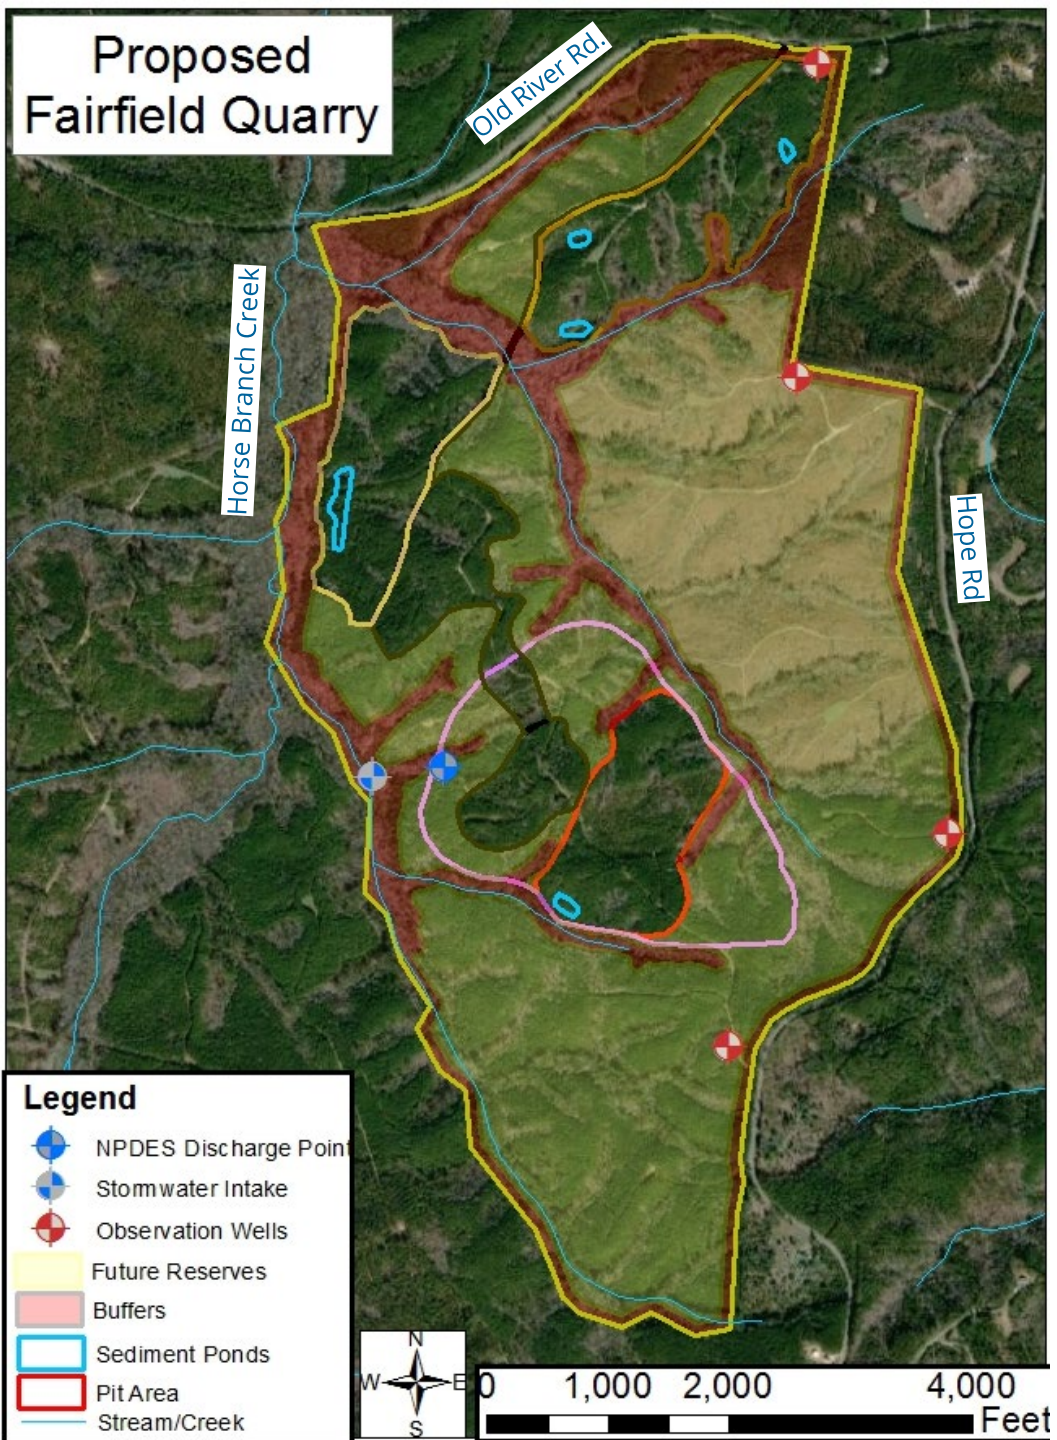 Proposed
Fairfield Quarry
Old River Rd.
Horse Branch Creek
Hope Rd
Legend
NPDES Discharge Point
Stormwater Intake
Observation Wells
Future Reserves
Buffers
Sediment Ponds
Pit Area
Stream/Creek
N
W E
S
0 1,000 2,000 4,000
Feet